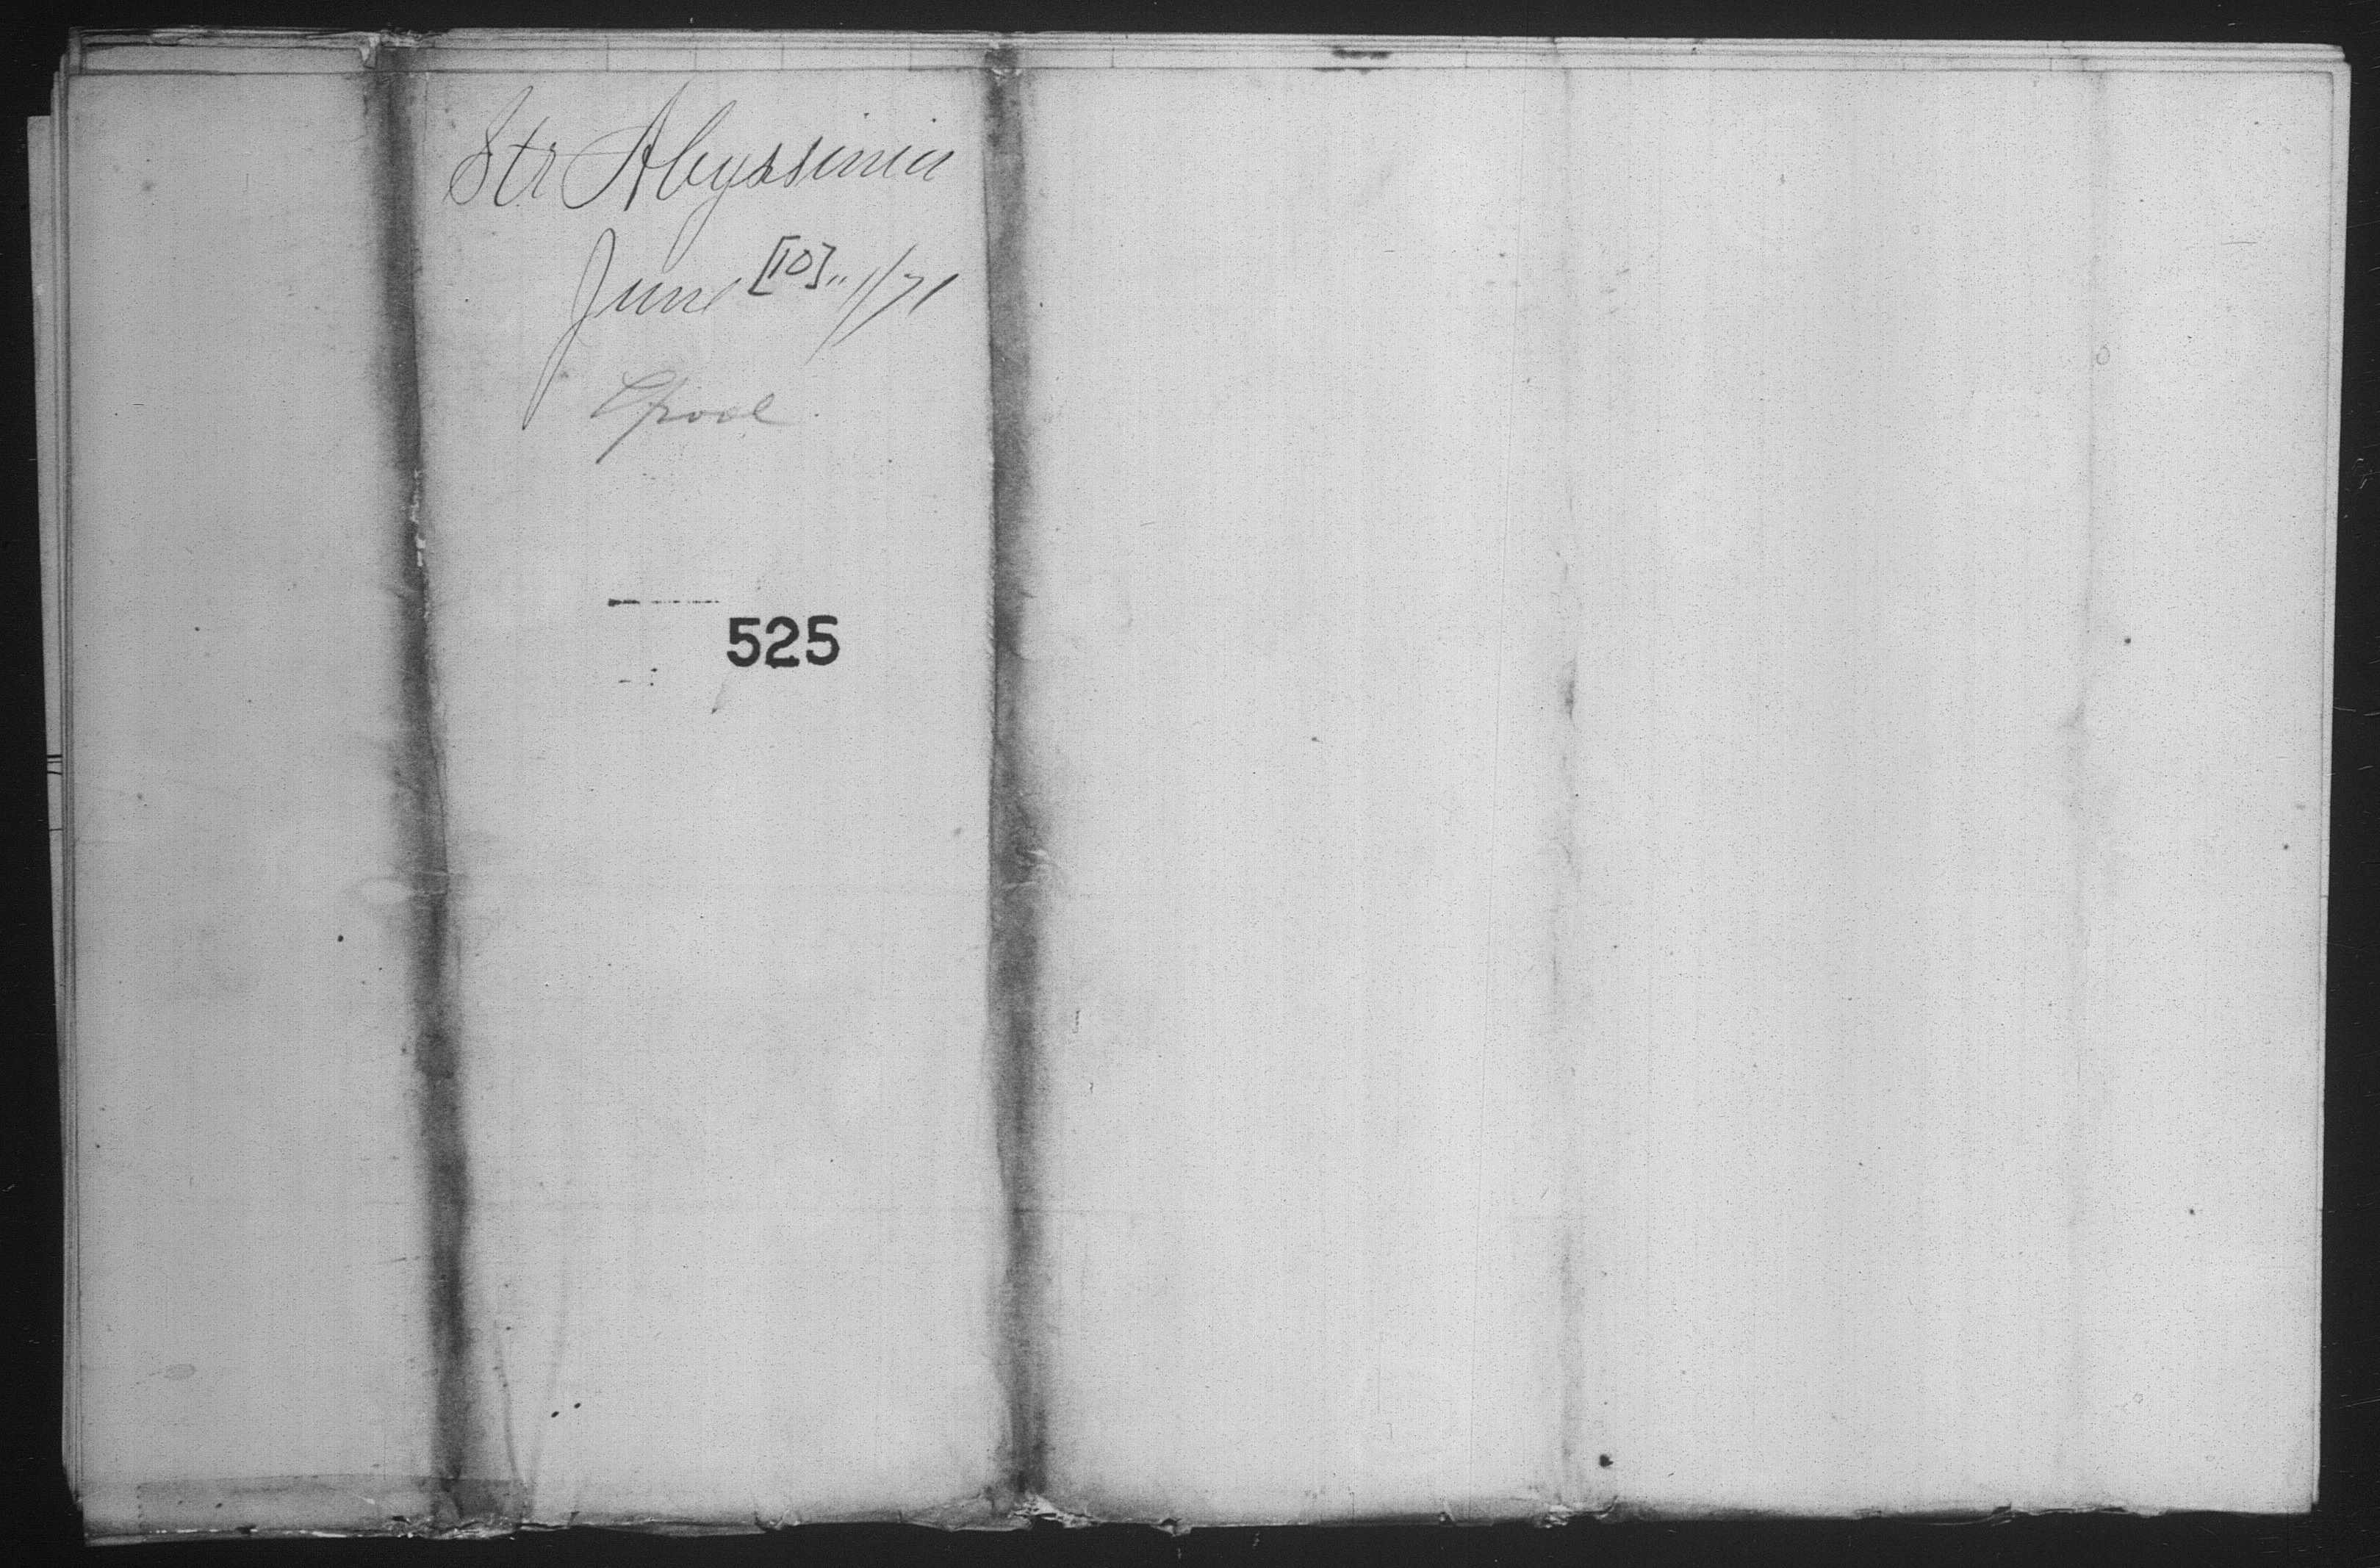 Str Abyssinia
June [10] " 1/71
Lpool
525